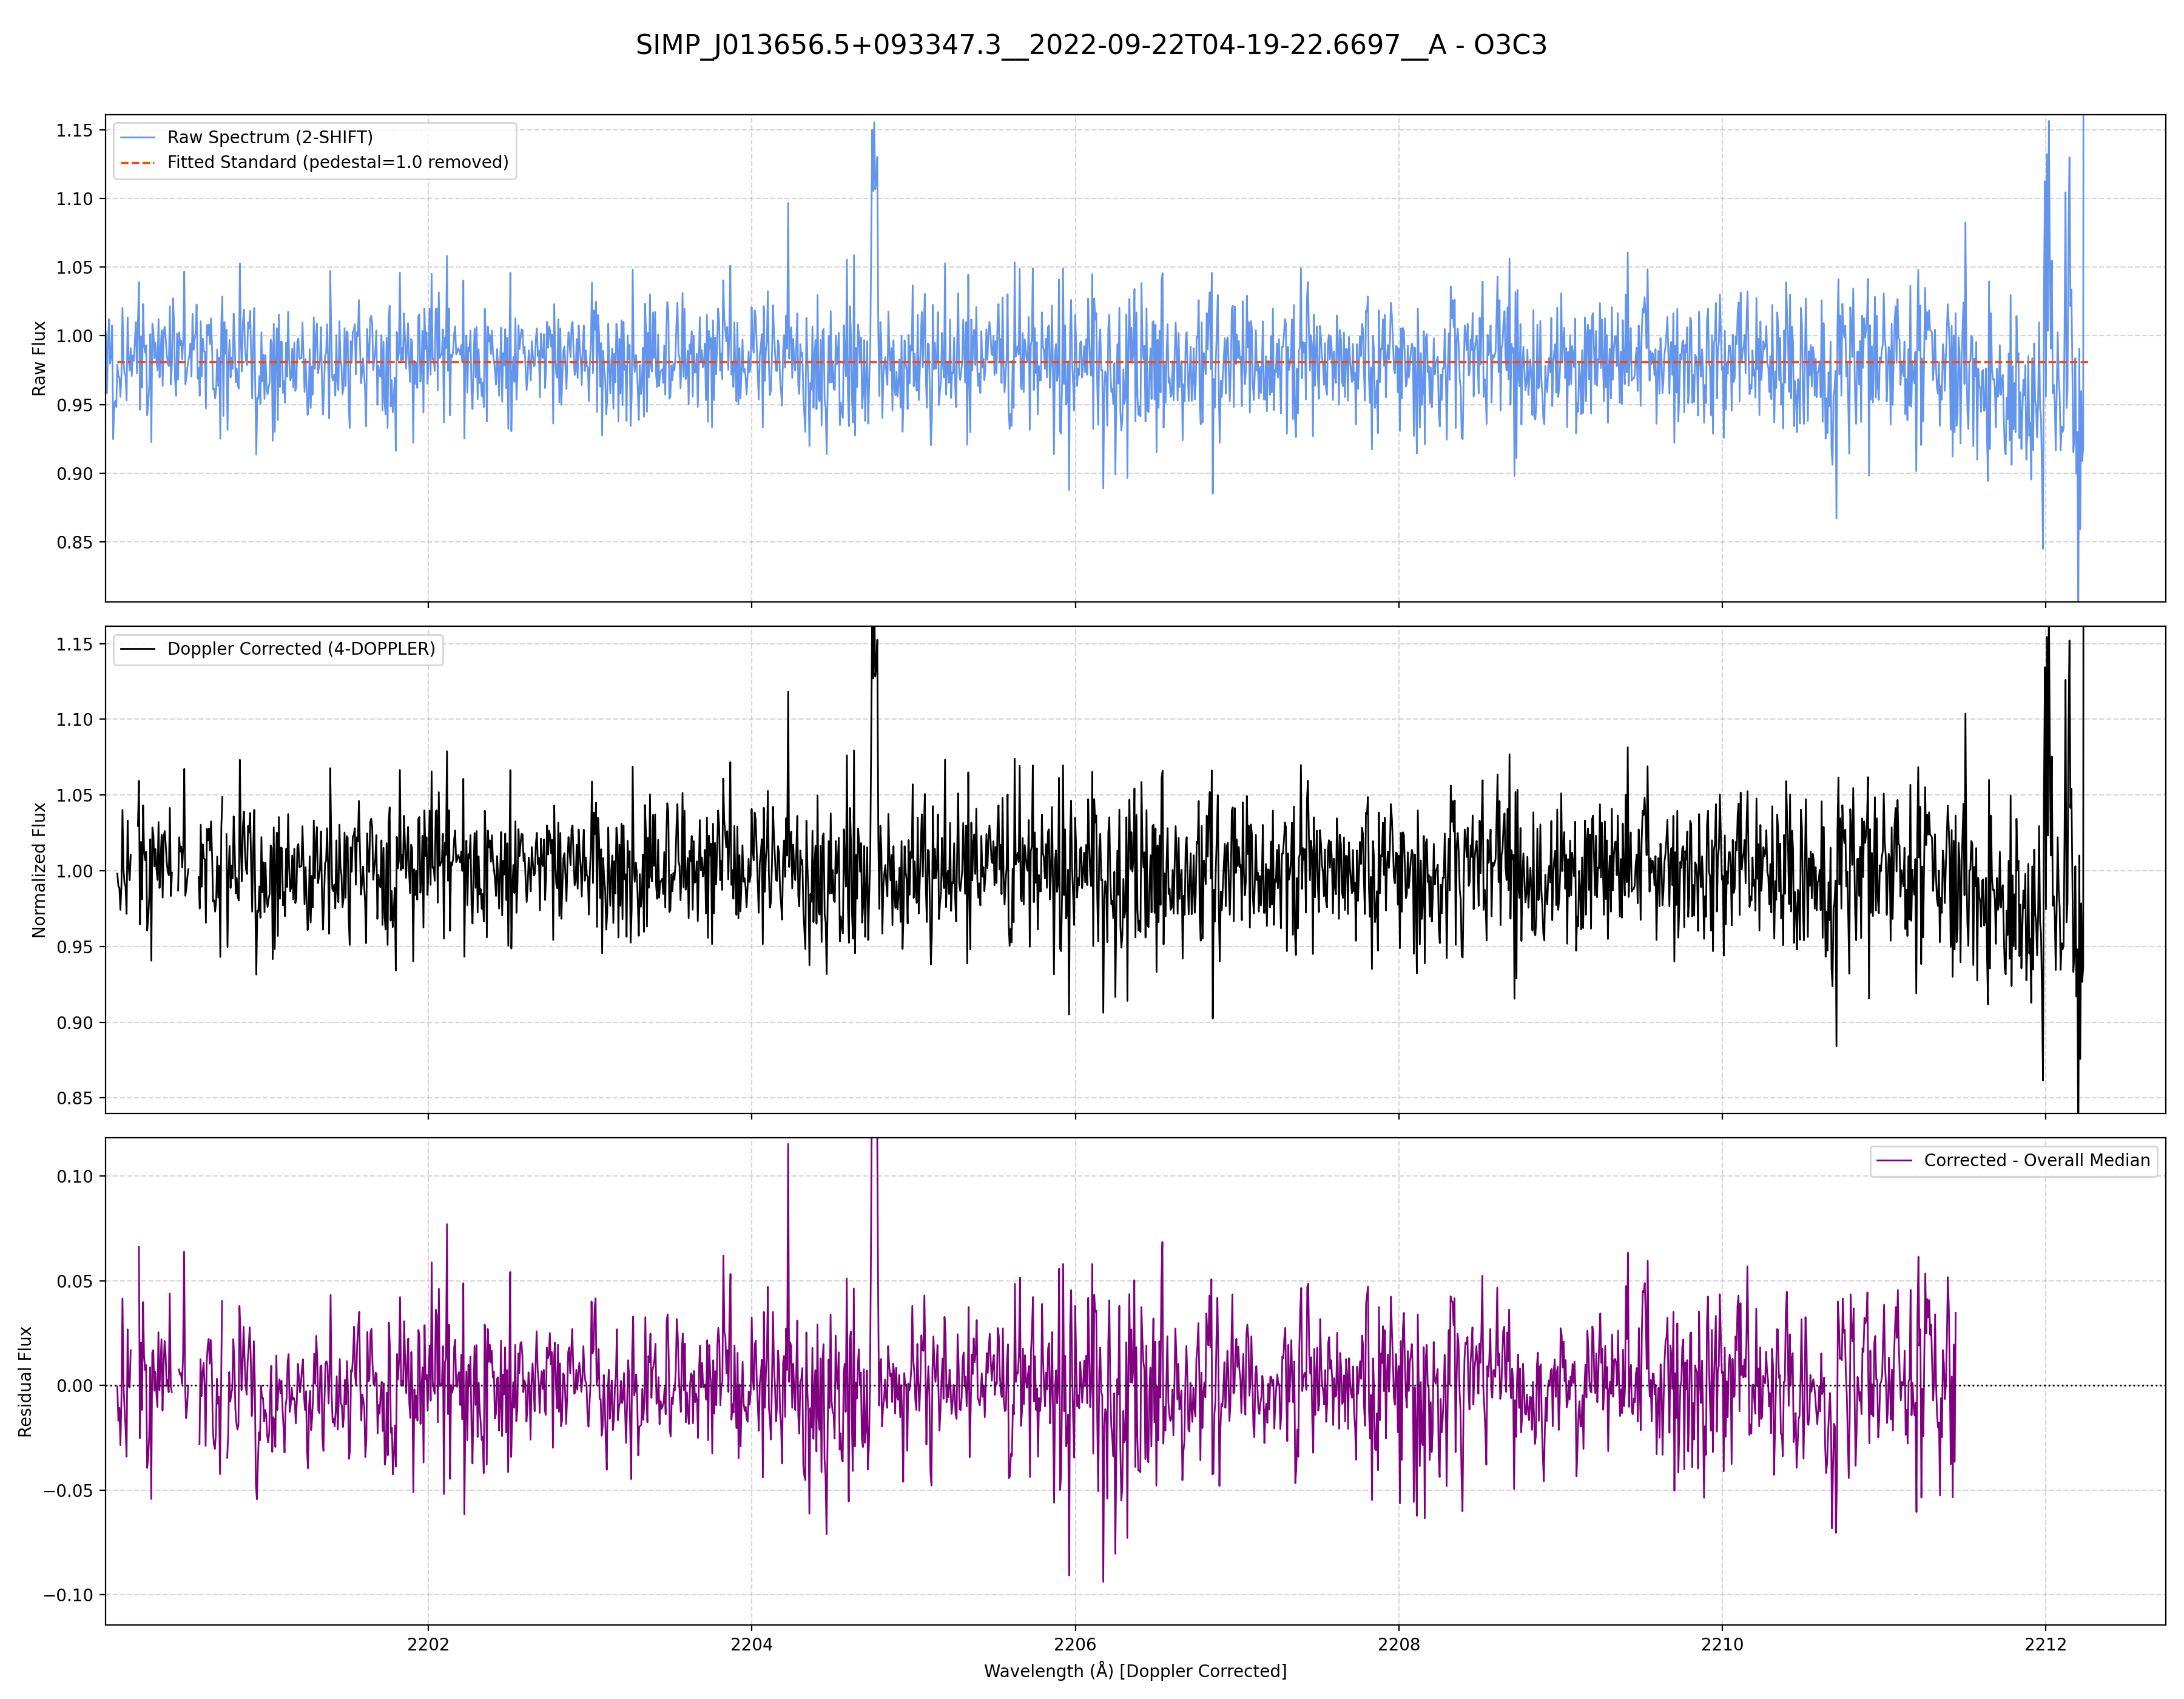 SIMP_J013656.5+093347.3__2022-09-22T04-19-22.6697__A - O3C3
Raw Spectrum (2-SHIFT)
Fitted Standard (pedestal=1.0 removed)
1.15
1.10
1.05
1.00
0.95
0.90
0.85
Raw Flux
Doppler Corrected (4-DOPPLER)
1.15
1.10
1.05
1.00
0.95
0.90
0.85
Normalized Flux
Corrected - Overall Median
0.10
0.05
0.00
−0.05
−0.10
Residual Flux
2202
2204
2206
2208
2210
2212
Wavelength (Å) [Doppler Corrected]